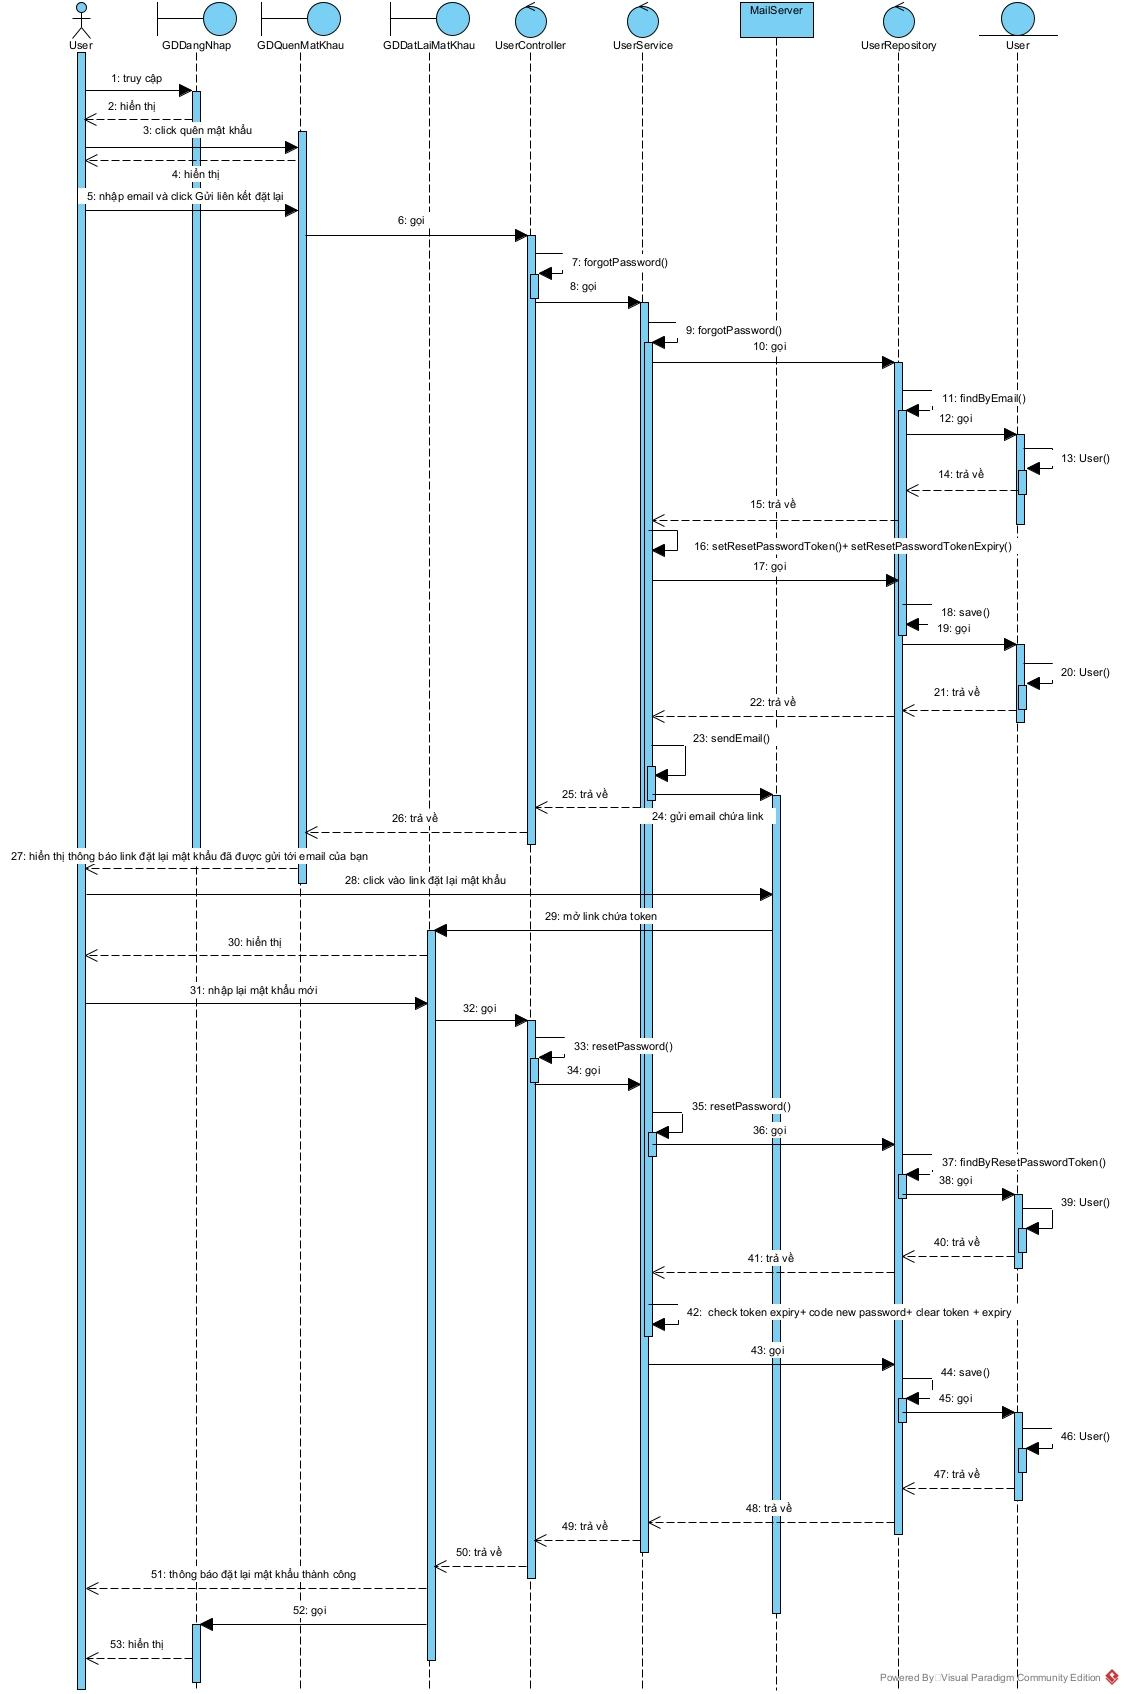 User
GDDangNhap
GDQuenMatKhau
GDDatLaiMatKhau
UserController
UserService
MailServer
UserRepository
User
1: truy cập
2: hiển thị
3: click quên mật khẩu
4: hiển thị
5: nhập email và click Gửi liên kết đặt lại
6: gọi
7: forgotPassword()
8: gọi
9: forgotPassword()
10: gọi
11: findByEmail()
12: gọi
13: User()
14: trả về
15: trả về
16: setResetPasswordToken()+ setResetPasswordTokenExpiry()
17: gọi
18: save()
19: gọi
20: User()
21: trả về
22: trả về
23: sendEmail()
24: gửi email chứa link
25: trả về
26: trả về
27: hiển thị thông báo link đặt lại mật khẩu đã được gửi tới email của bạn
28: click vào link đặt lại mật khẩu
29: mở link chứa token
30: hiển thị
31: nhập lại mật khẩu mới
32: gọi
33: resetPassword()
34: gọi
35: resetPassword()
36: gọi
37: findByResetPasswordToken()
38: gọi
39: User()
40: trả về
41: trả về
42: check token expiry+ code new password+ clear token + expiry
43: gọi
44: save()
45: gọi
46: User()
47: trả về
48: trả về
49: trả về
50: trả về
51: thông báo đặt lại mật khẩu thành công
52: gọi
53: hiển thị
Powered By Visual Paradigm Community Edition